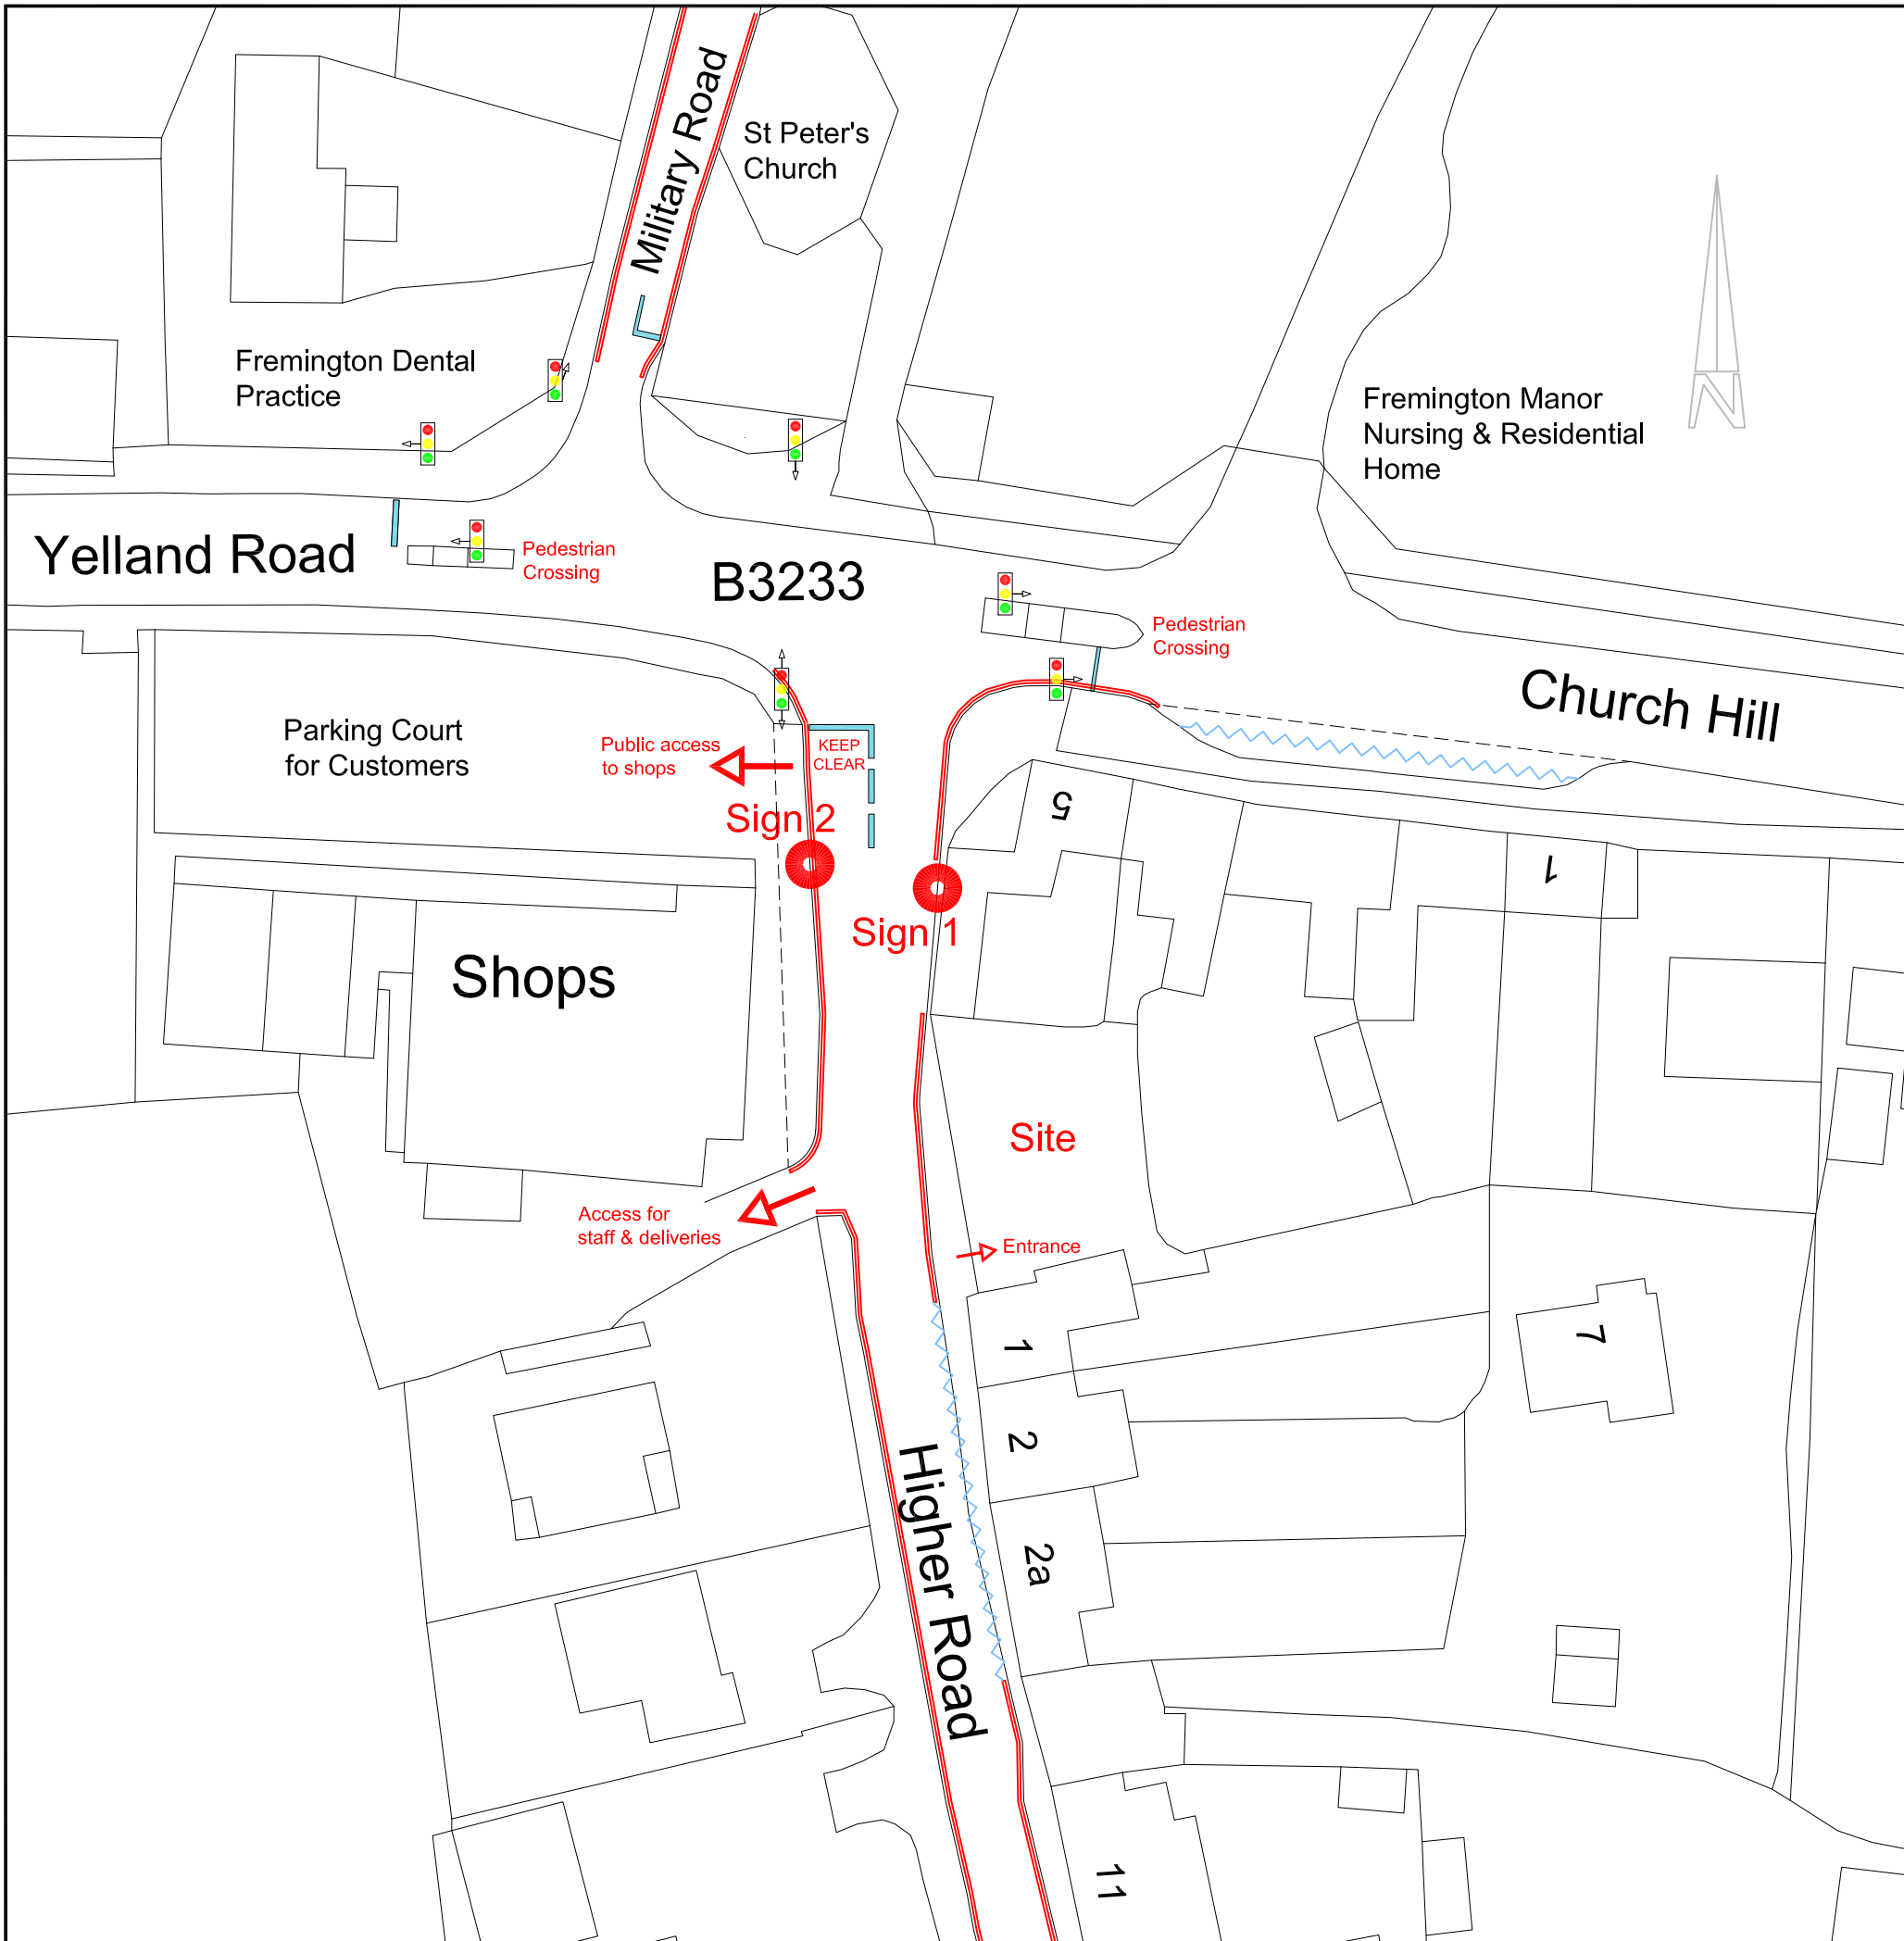 Military Road
St Peter's
Church
Fremington Dental
Practice
Fremington Manor
Nursing & Residential
Home
N
Yelland Road
Pedestrian
Crossing
B3233
Pedestrian
Crossing
Church Hill
Parking Court
for Customers
Public access
to shops
KEEP
CLEAR
Sign 2
5
1
Sign 1
Shops
Site
Access for
staff & deliveries
Entrance
1
7
2
Higher Road
2a
11